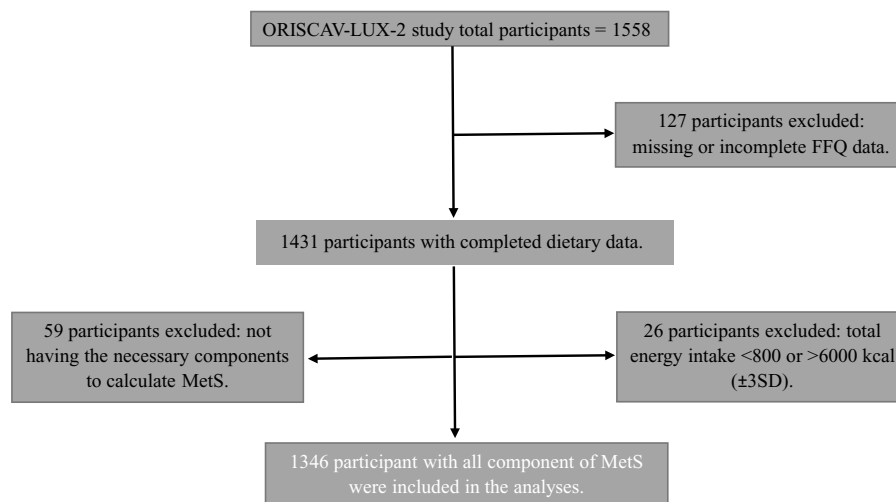 ORISCAV-LUX-2 study total participants = 1558
127 participants excluded:
missing or incomplete FFQ data.
1431 participants with completed dietary data.
59 participants excluded: not
having the necessary components
to calculate MetS.
26 participants excluded: total
energy intake <800 or >6000 kcal
(±3SD).
1346 participant with all component of MetS
were included in the analyses.